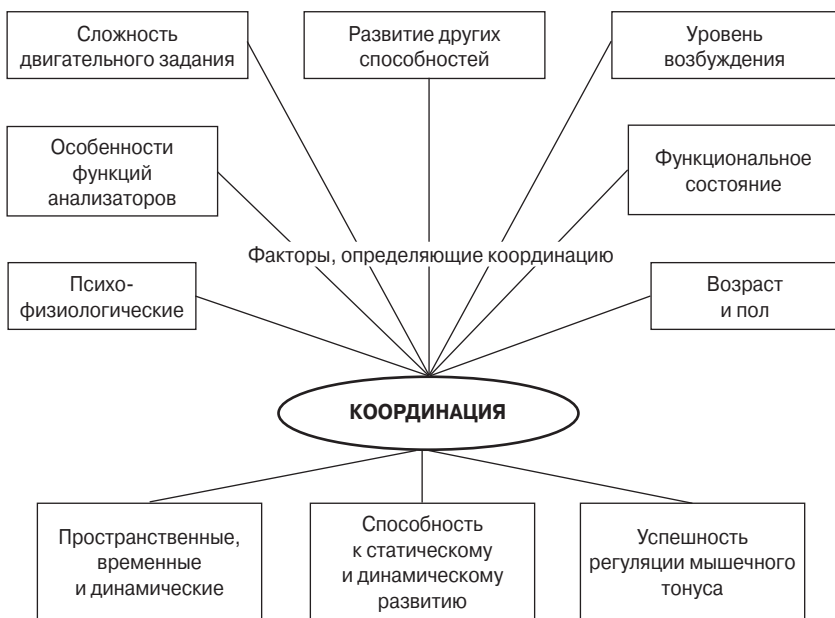 Сложность
двигательного задания
Развитие других
способностей
Уровень
возбуждения
Особенности
функций
анализаторов
Функциональное
состояние
Факторы, определяющие координацию
Психо-
физиологические
Возраст
и пол
КООРДИНАЦИЯ
Пространственные,
временные
и динамические
Способность
к статическому
и динамическому
развитию
Успешность
регуляции мышечного
тонуса